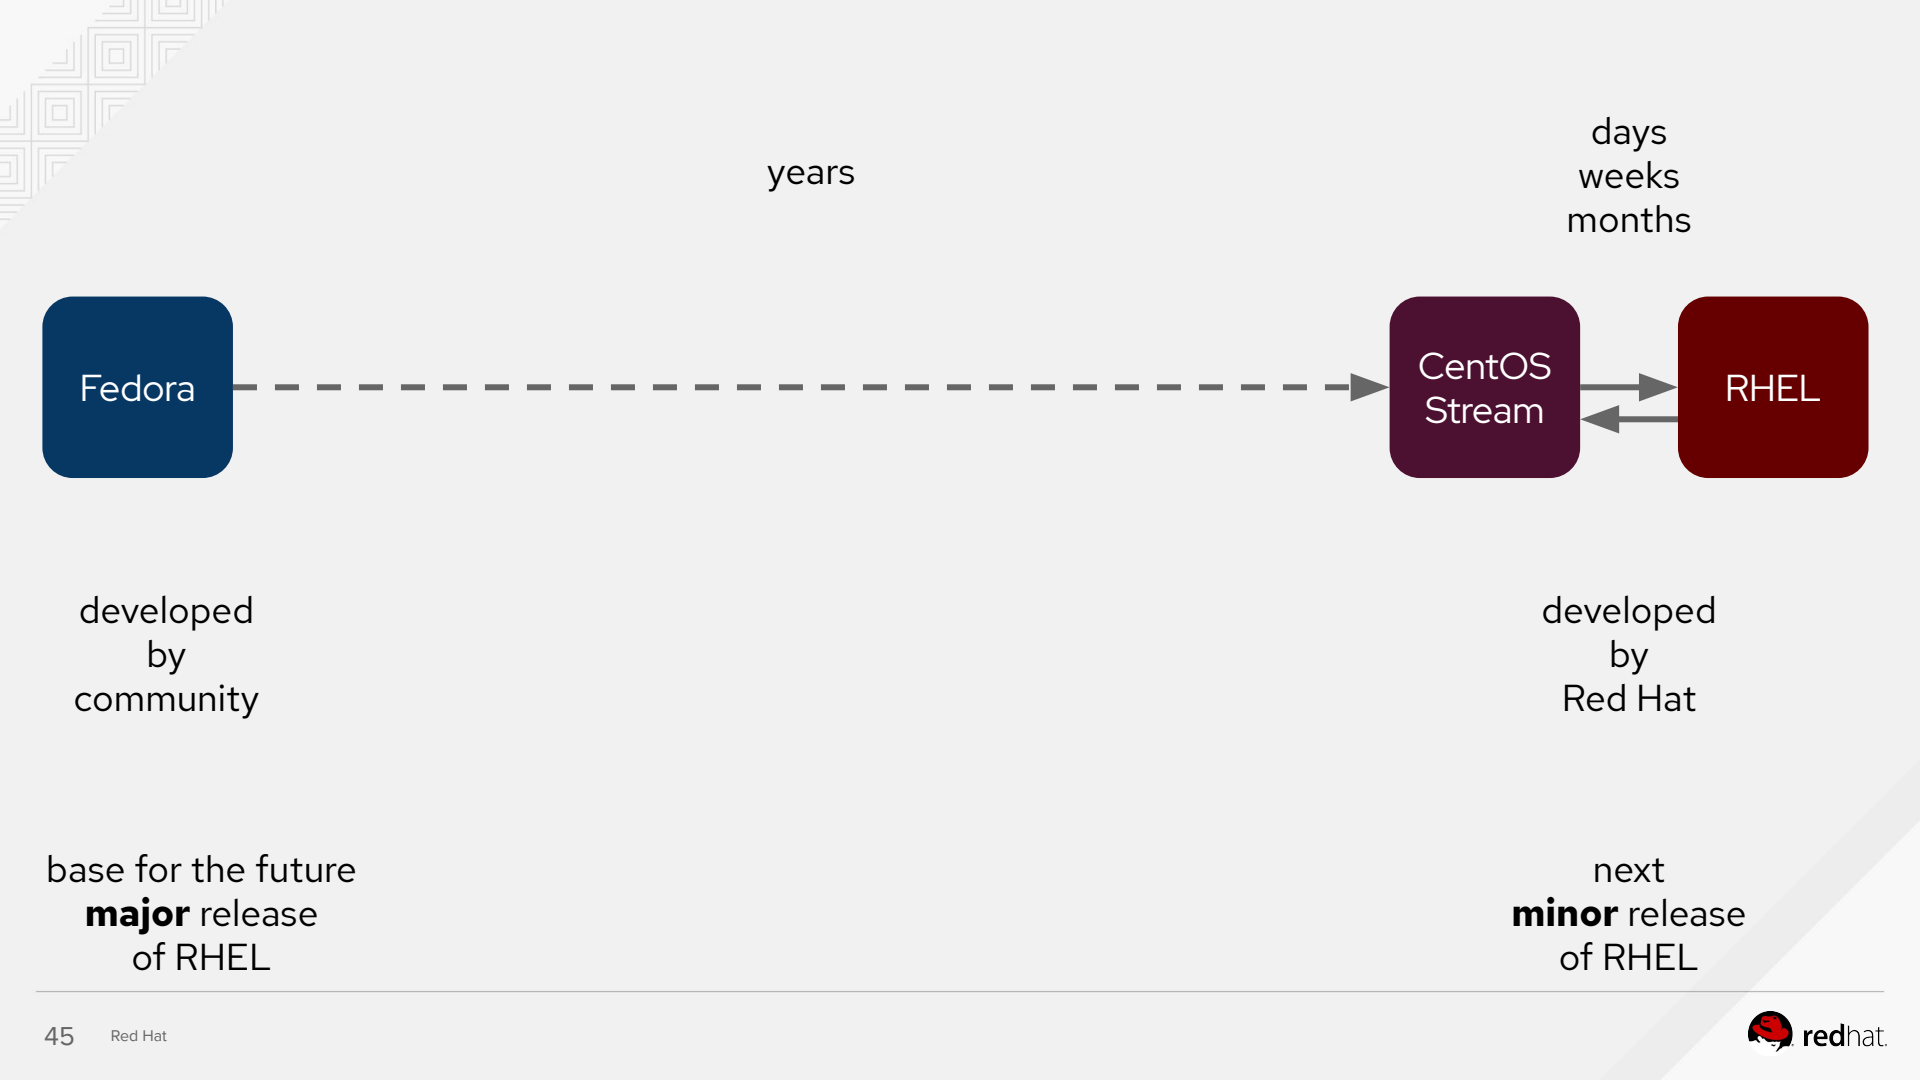 years
days
weeks
months
Fedora
CentOS
Stream
RHEL
developed
by
community
developed
by
Red Hat
base for the future
major release
of RHEL
next
minor release
of RHEL
45
Red Hat
redhat.